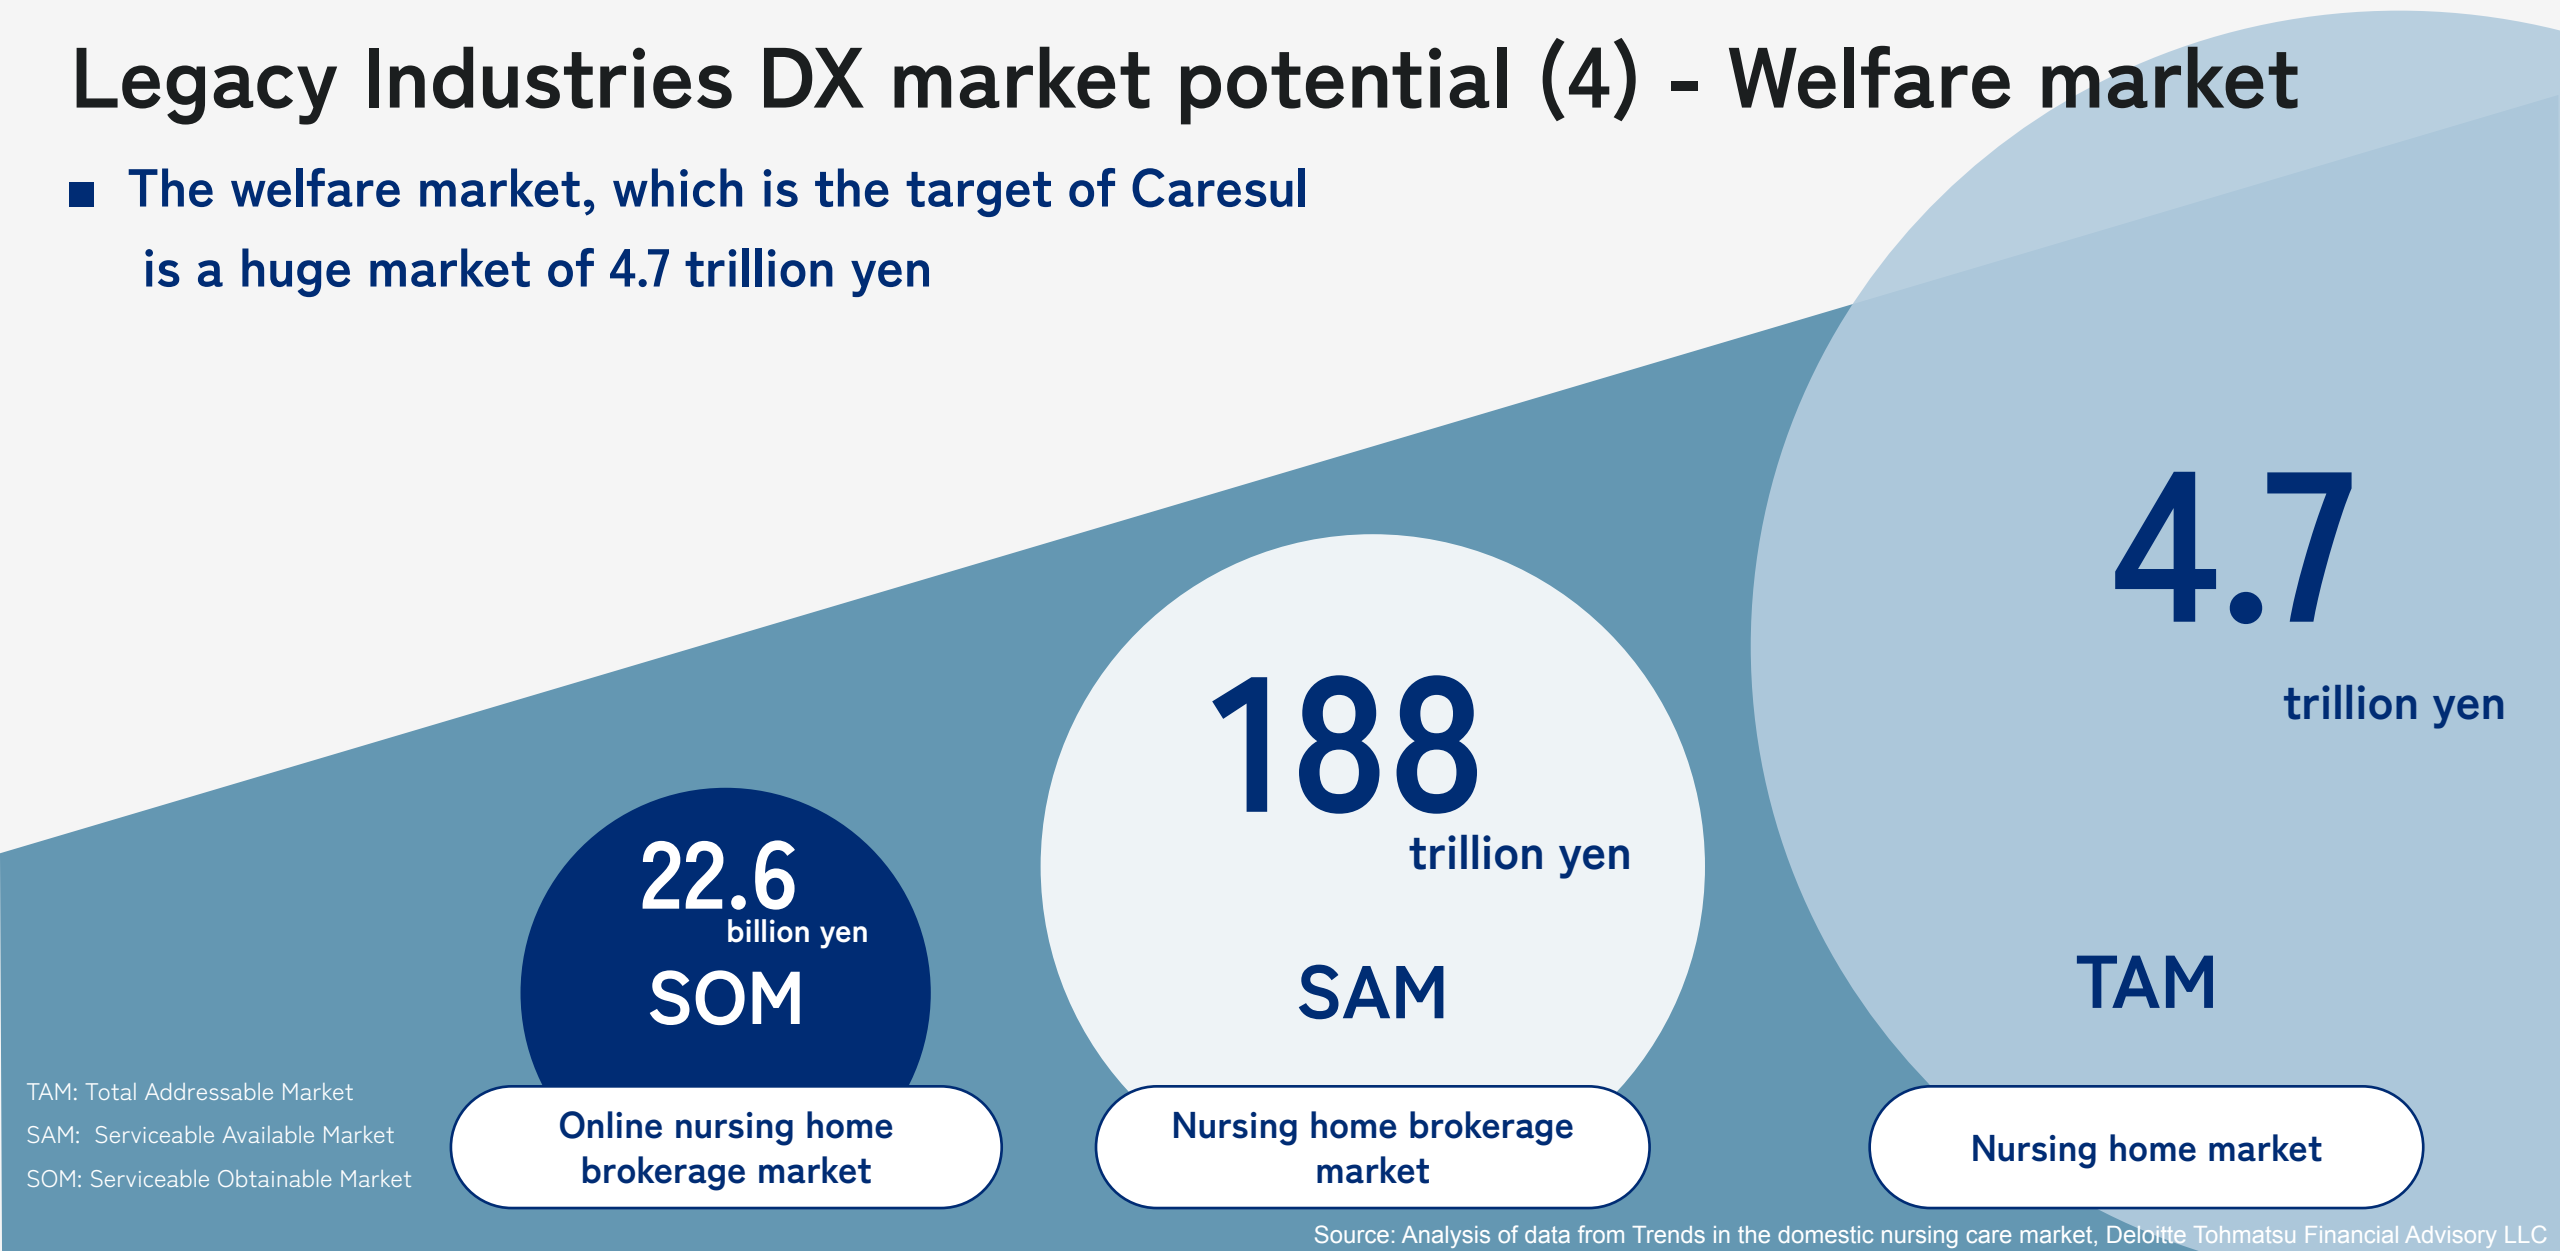 Legacy Industries DX market potential (4) - Welfare market
■ The welfare market, which is the target of Caresul
is a huge market of 4.7 trillion yen
22.6
billion yen
SOM
188
trillion yen
SAM
4.7
trillion yen
TAM
TAM: Total Addressable Market
SAM: Serviceable Available Market
SOM: Serviceable Obtainable Market
Online nursing home
brokerage market
Nursing home brokerage
market
Nursing home market
Source: Analysis of data from Trends in the domestic nursing care market, Deloitte Tohmatsu Financial Advisory LLC